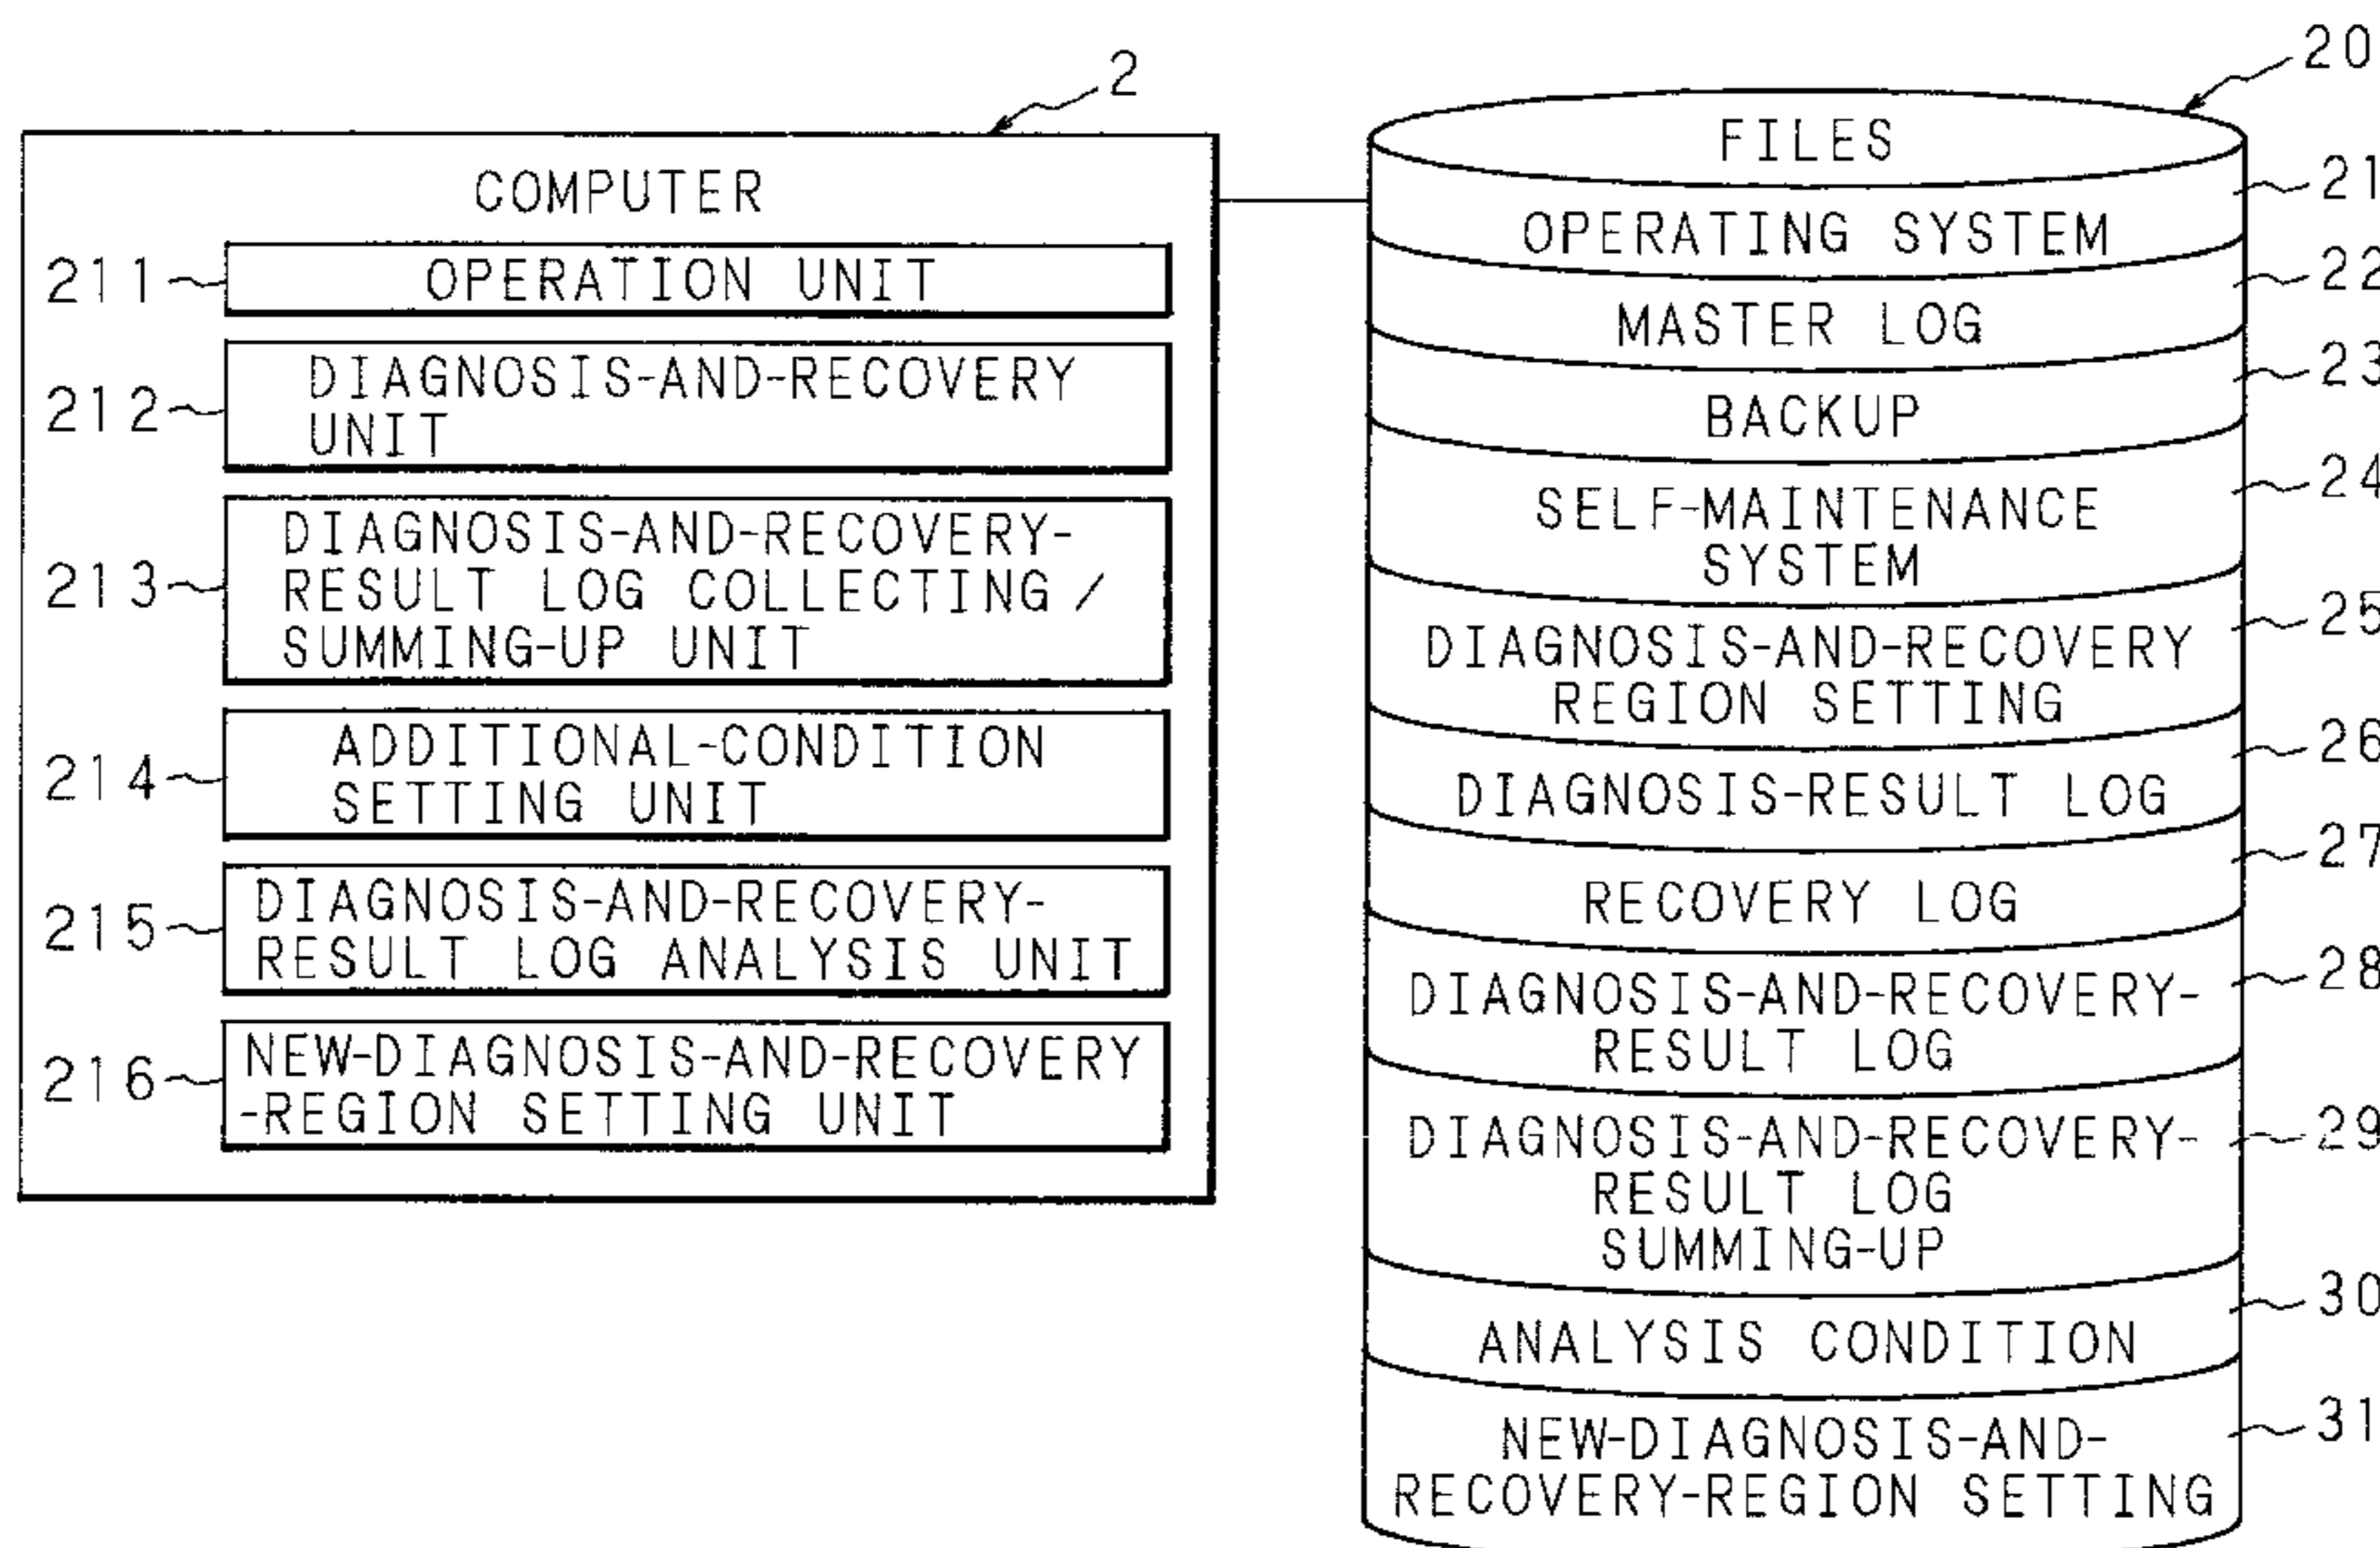 2
COMPUTER
211
OPERATION UNIT
212
DIAGNOSIS-AND-RECOVERY
UNIT
213
DIAGNOSIS-AND-RECOVERY-
RESULT LOG COLLECTING/
SUMMING-UP UNIT
214
ADDITIONAL-CONDITION
SETTING UNIT
215
DIAGNOSIS-AND-RECOVERY-
RESULT LOG ANALYSIS UNIT
216
NEW-DIAGNOSIS-AND-RECOVERY
-REGION SETTING UNIT
20
FILES
21
OPERATING SYSTEM
22
MASTER LOG
23
BACKUP
24
SELF-MAINTENANCE
SYSTEM
25
DIAGNOSIS-AND-RECOVERY
REGION SETTING
26
DIAGNOSIS-RESULT LOG
27
RECOVERY LOG
28
DIAGNOSIS-AND-RECOVERY-
RESULT LOG
29
DIAGNOSIS-AND-RECOVERY-
RESULT LOG
SUMMING-UP
30
ANALYSIS CONDITION
31
NEW-DIAGNOSIS-AND-
RECOVERY-REGION SETTING